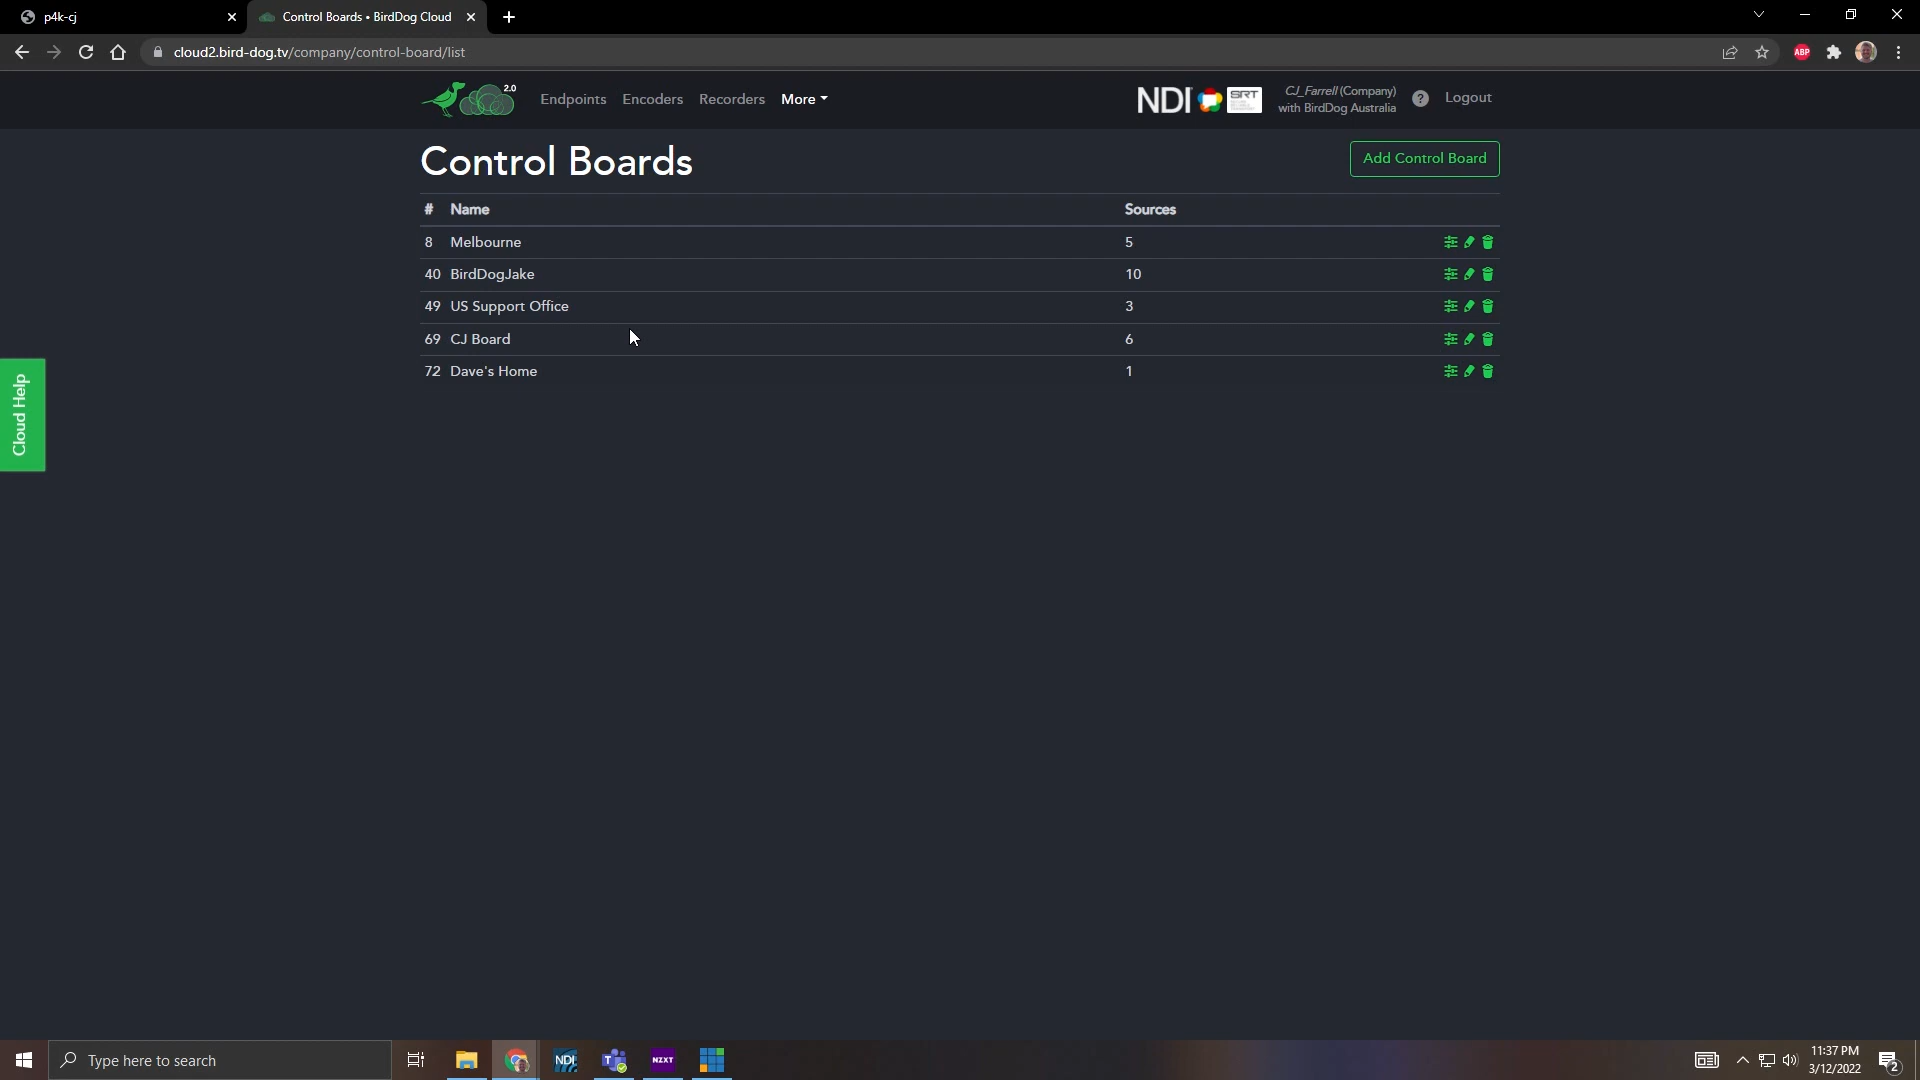 p4k-cj
Control Boards • BirdDog Cloud
cloud2.bird-dog.tv/company/control-board/list
ABP
2.0
Endpoints Encoders Recorders More
NDI SRT
CJ_Farrell (Company)
with BirdDog Australia
? Logout
Control Boards
Add Control Board
# Name Sources
8 Melbourne 5
40 BirdDogJake 10
49 US Support Office 3
69 CJ Board 6
72 Dave's Home 1
Cloud Help
Type here to search
NDI
T
NZXT
11:37 PM
3/12/2022
2